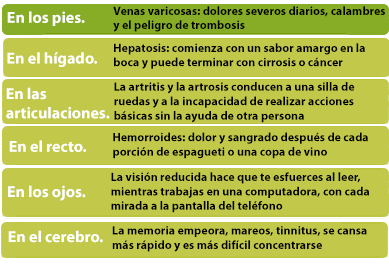 En los pies.
Venas varicosas: dolores severos diarios, calambres
y el peligro de trombosis
En el hígado.
Hepatosis: comienza con un sabor amargo en la
boca y puede terminar con cirrosis o cáncer
En las
articulaciones.
La artritis y la artrosis conducen a una silla de
ruedas y a la incapacidad de realizar acciones
básicas sin la ayuda de otra persona
En el recto.
Hemorroides: dolor y sangrado después de cada
porción de espagueti o una copa de vino
En los ojos.
La visión reducida hace que te esfuerces al leer,
mientras trabajas en una computadora, con cada
mirada a la pantalla del teléfono
En el cerebro.
La memoria empeora, mareos, tinnitus, se cansa
más rápido y es más difícil concentrarse